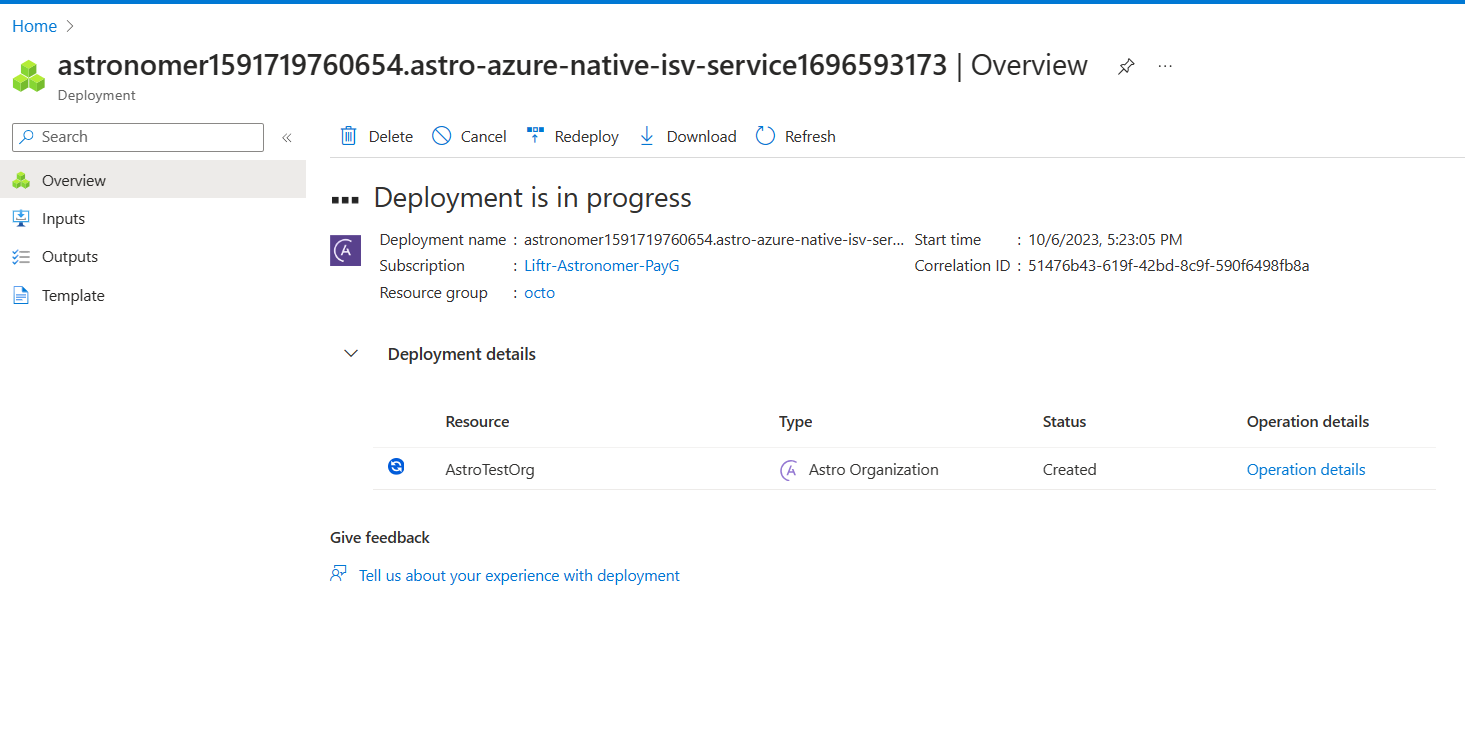 Home
astronomer1591719760654.astro-azure-native-isv-service1696593173 | Overview
Deployment
Search
Delete Cancel Redeploy Download Refresh
Overview
Inputs
Outputs
Template
Deployment is in progress
Deployment name : astronomer1591719760654.astro-azure-native-isv-ser... Start time : 10/6/2023, 5:23:05 PM
Subscription : Liftr-Astronomer-PayG Correlation ID : 51476b43-619f-42bd-8c9f-590f6498fb8a
Resource group : octo
Deployment details
Resource Type Status Operation details
AstroTestOrg Astro Organization Created Operation details
Give feedback
Tell us about your experience with deployment